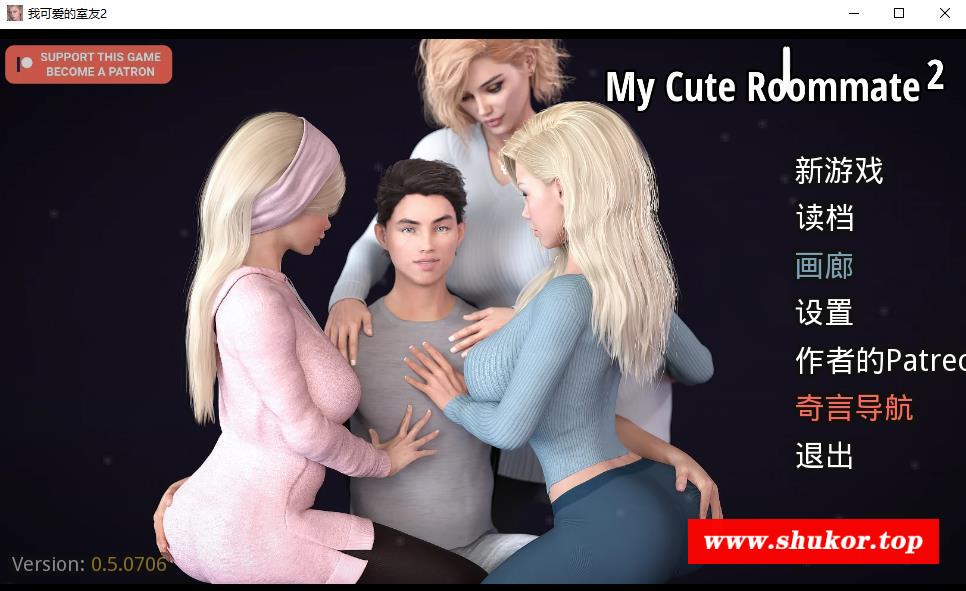 我可爱的室友2
SUPPORT THIS GAME
BECOME A PATRON
My Cute Roommate 2
新游戏
读档
画廊
设置
作者的Patreo
奇言导航
退出
www.shukor.top
Version: 0.5.0706